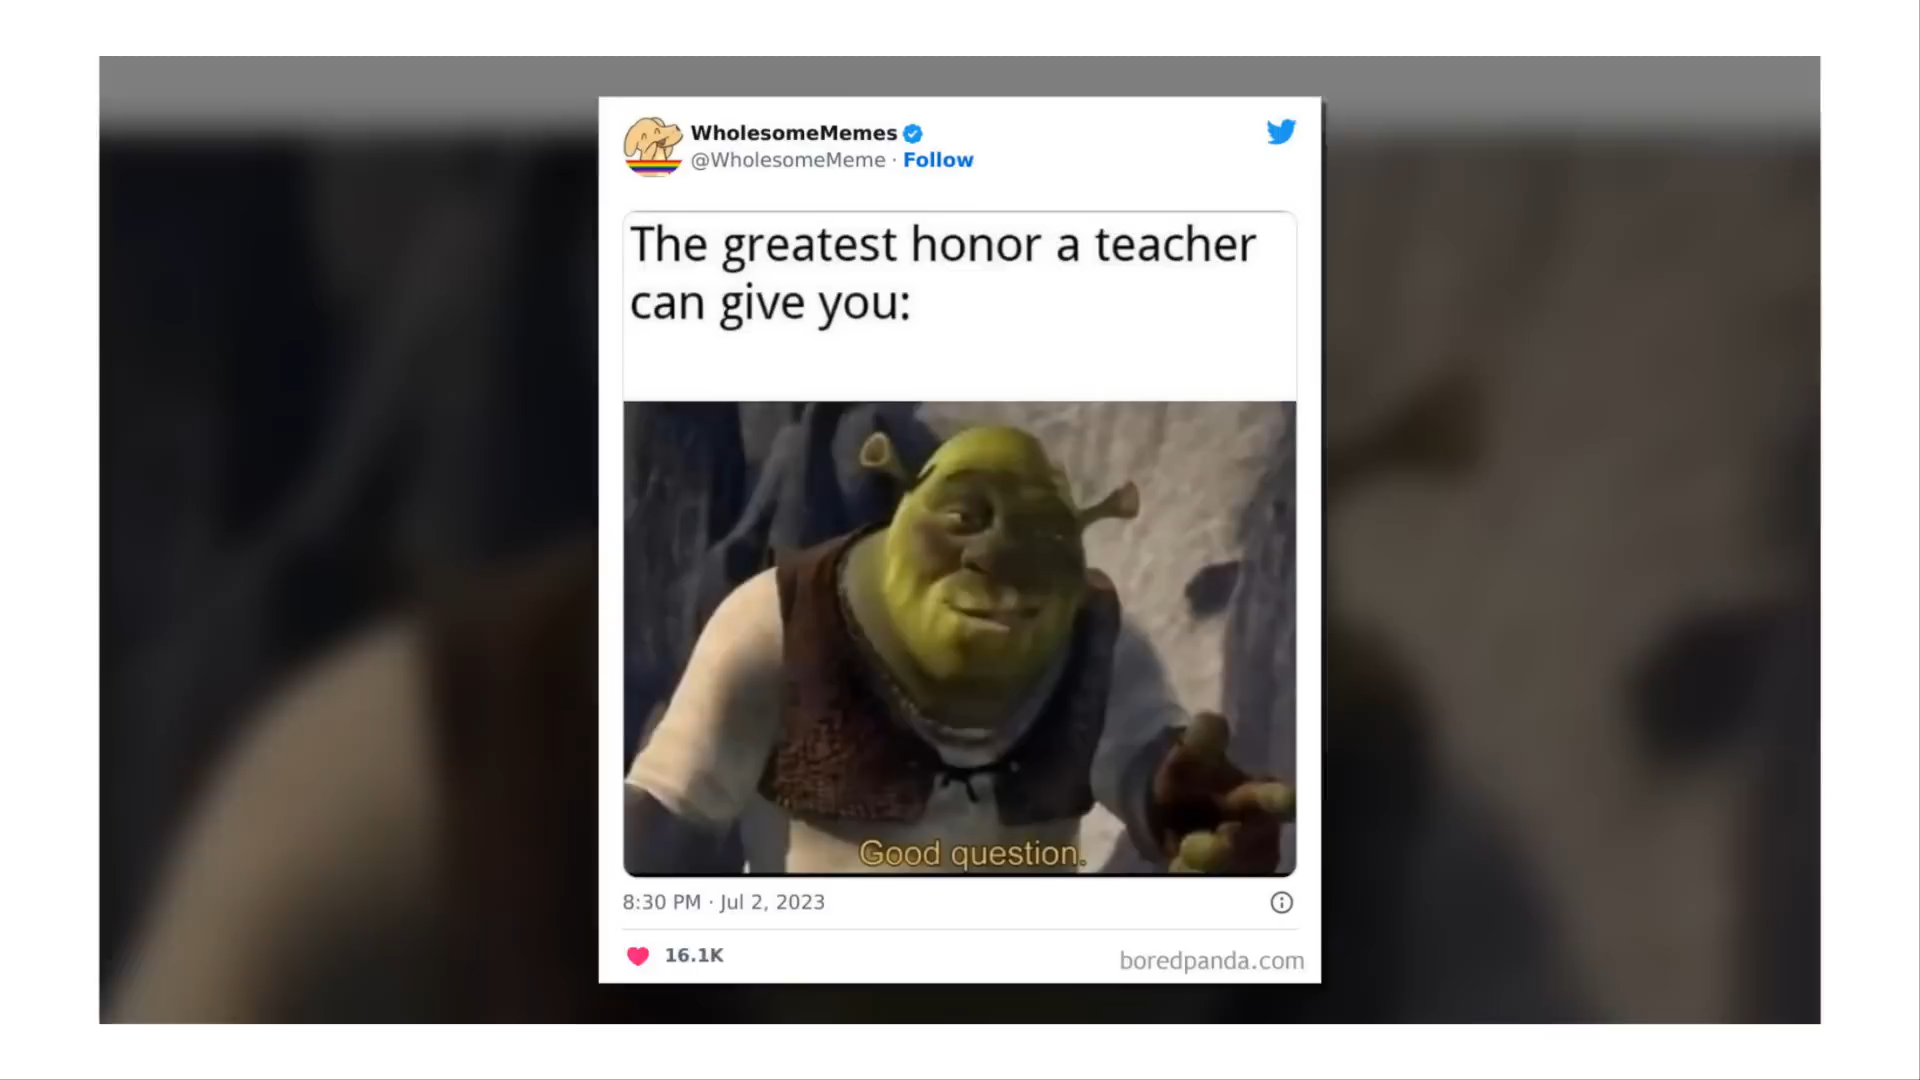 WholesomeMemes
@WholesomeMeme · Follow
The greatest honor a teacher
can give you:
Good question.
8:30 PM · Jul 2, 2023
16.1K
boredpanda.com